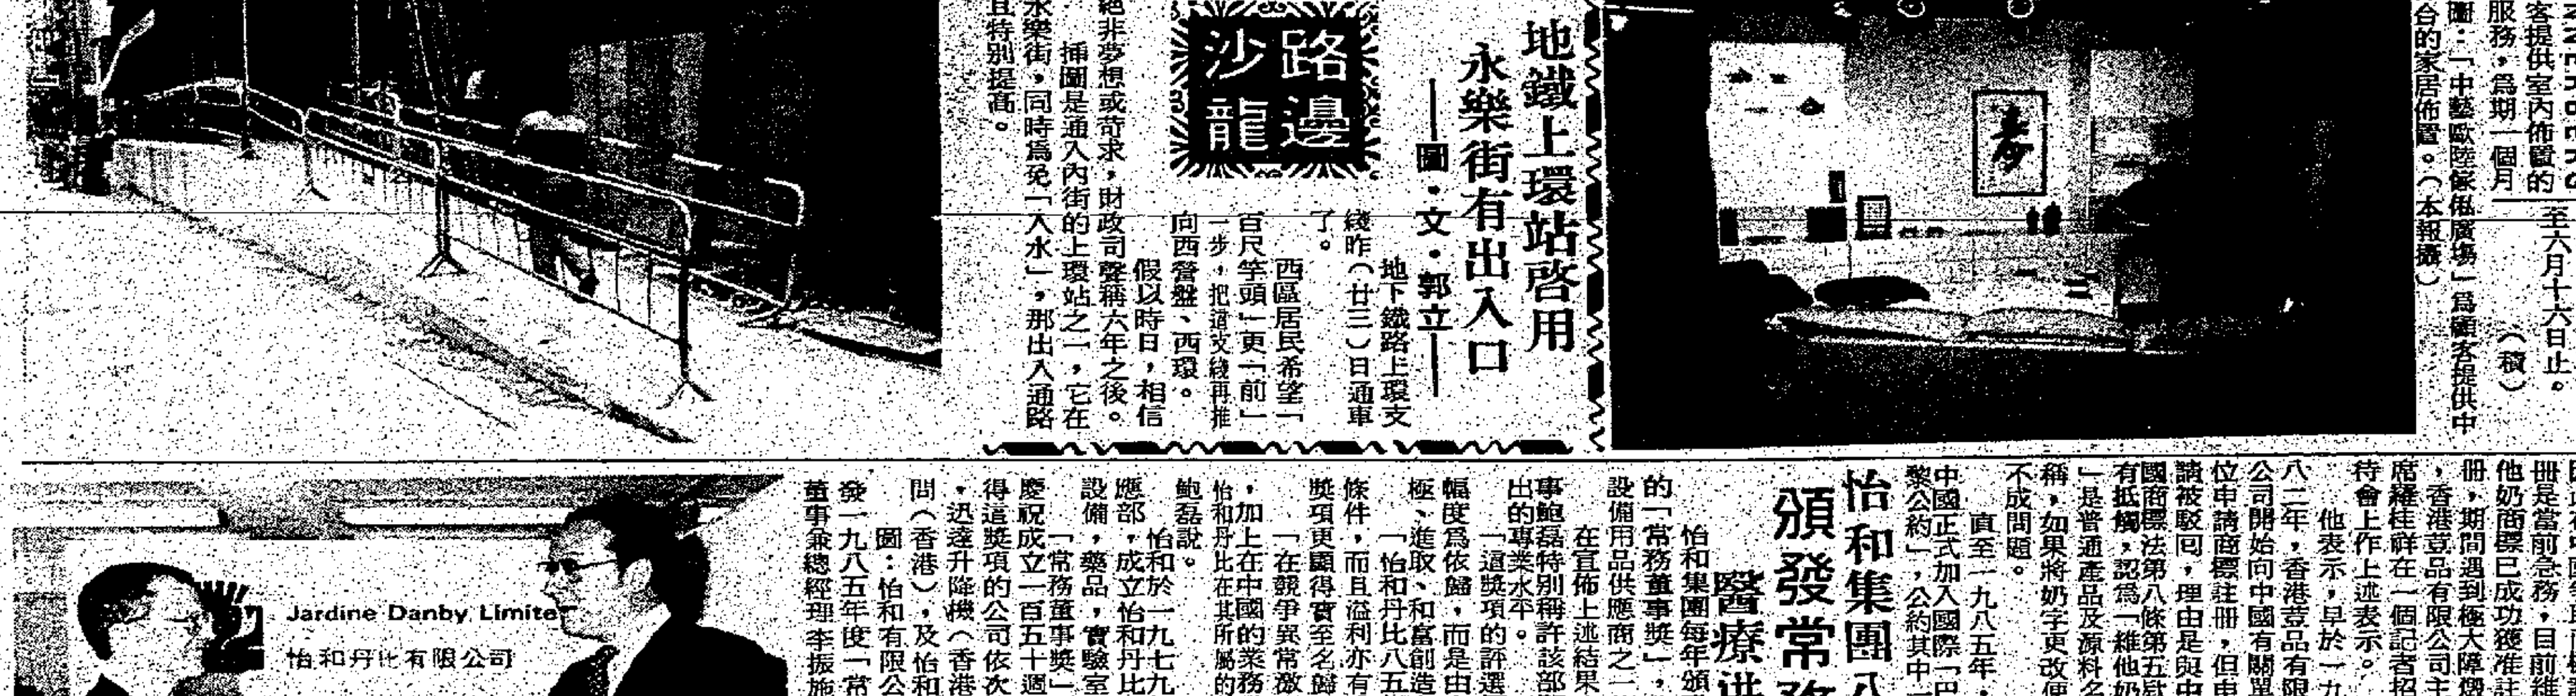 客提供室內佈置的
服務，爲期一個月
至六月十六日止。
（積）
圖：「中藝歐陸傢俬廣場」爲顧客提供中
台的家居佈置。（本報攝）
地鐵上環站啓用
永樂街有出入口
——圖・文・郭立——
路邊
沙龍
地下鐵路上環支
綫昨（廿三）日通車
了。
西區居民希望「
百尺竿頭」更「前」
一步，把這支綫再推
向西營盤、西環。
假以時日，相信
絕非夢想或苛求，財政司聲稱六年之後。
挿圖是通入內街的上環站之一，它在
永樂街，同時爲免「入水」，那出入通路
且特別提高。
冊是當前急務，目前維
他奶商標已成功獲准註
冊，期間遇到極大障礙
，香港荳品有限公司主
席羅桂祥在一個記者招
待會上作上述表示。
他表示，早於一九
八二年，香港荳品有限
公司開始向中國有關單
位申請商標註冊，但申
請被駁回，理由是與中
國商標法第八條第五款
有抵觸，認爲「維他奶
」是普通產品及源料名
稱，如果將奶字更改便
不成問題。
直至一九八五年，
中國正式加入國際「巴
黎公約」，公約其中一
怡和集團八
頒發常務
醫療進
怡和集團每年頒
的「常務董事獎」，
設備用品供應商之一
在宣佈上述結果
事鮑磊特別稱許該部
出的專業水平。
「這獎項的評選
幅度爲依歸，而是由
極、進取、和富創造
「怡和丹比八五
條件，而且溢利亦有
獎項更顯得實至名歸
「在競爭異常激
，加上在中國的業務
怡和丹比在其所屬的
鮑磊說。
怡和於一九七九
應部，成立怡和丹比
設備，藥品，實驗室
「常務董事獎」
慶祝成立一百五十週
得這獎項的公司依次
，迅達升降機（香港
問（香港），及怡和
圖：怡和有限公
發一九八五年度「常
董事兼總經理李振施
Jardine Danby Limite
怡和丹比有限公司